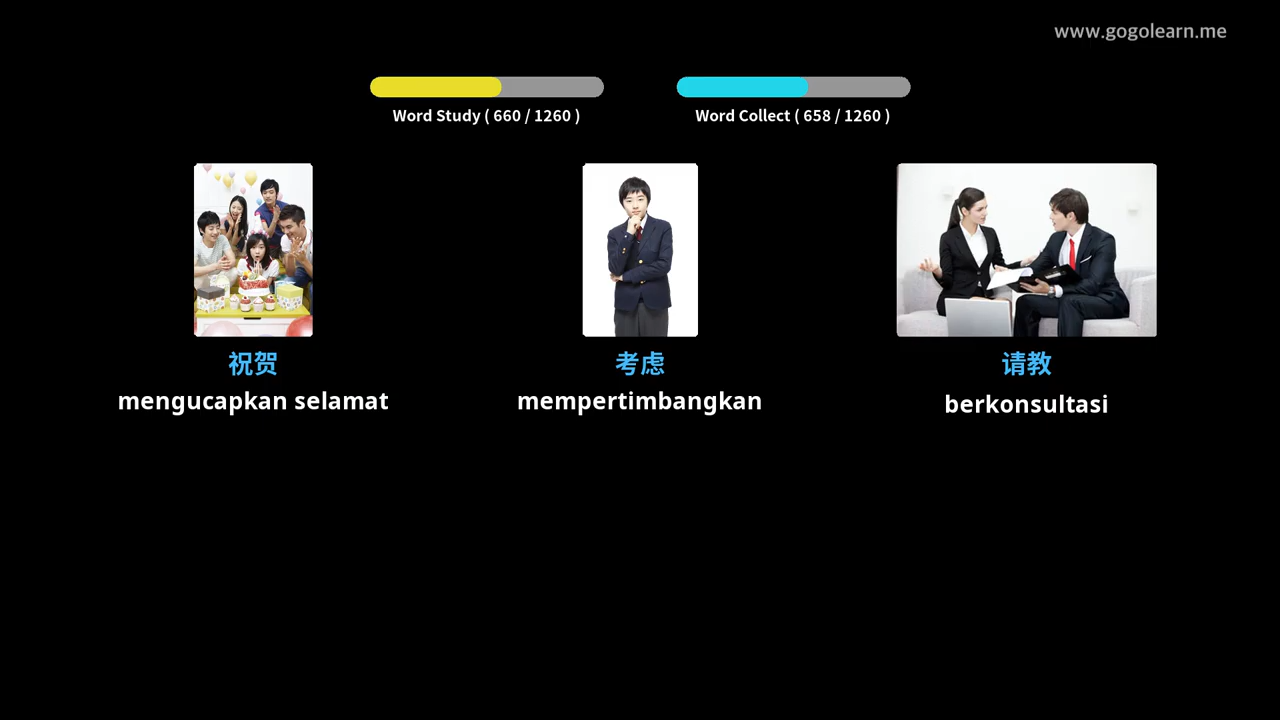 www.gogolearn.me
Word Study ( 660 / 1260 )
Word Collect ( 658 / 1260 )
祝贺
mengucapkan selamat
考虑
mempertimbangkan
请教
berkonsultasi